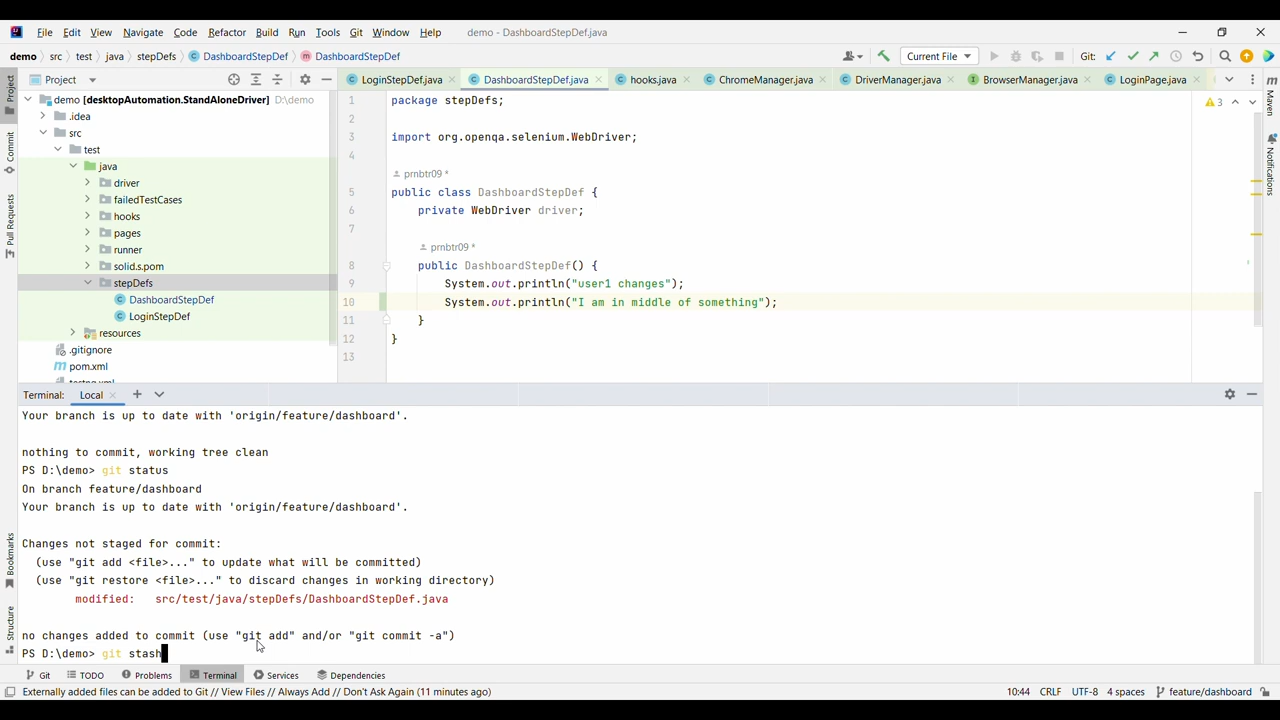 File Edit View Navigate Code Refactor Build Run Tools Git Window Help demo - DashboardStepDef.java
demo src test java stepDefs DashboardStepDef DashboardStepDef Current File Git:
Project LoginStepDef.java DashboardStepDef.java hooks.java ChromeManager.java DriverManager.java BrowserManager.java LoginPage.java
demo [desktopAutomation.StandAloneDriver] D:\demo
.idea
src
test
java
driver
failedTestCases
hooks
pages
runner
solid.s.pom
stepDefs
DashboardStepDef
LoginStepDef
resources
.gitignore
pom.xml
testng.xml
1 package stepDefs;
2
3 import org.openqa.selenium.WebDriver;
4
prnbtr09 *
5 public class DashboardStepDef {
6 private WebDriver driver;
7
prnbtr09 *
8 public DashboardStepDef() {
9 System.out.println("user1 changes");
10 System.out.println("I am in middle of something");
11 }
12 }
13
3
Project
Commit
Pull Requests
Bookmarks
Structure
Maven
Notifications
Terminal: Local
Your branch is up to date with 'origin/feature/dashboard'.
nothing to commit, working tree clean
PS D:\demo> git status
On branch feature/dashboard
Your branch is up to date with 'origin/feature/dashboard'.
Changes not staged for commit:
(use "git add <file>..." to update what will be committed)
(use "git restore <file>..." to discard changes in working directory)
modified: src/test/java/stepDefs/DashboardStepDef.java
no changes added to commit (use "git add" and/or "git commit -a")
PS D:\demo> git stash
Git TODO Problems Terminal Services Dependencies
Externally added files can be added to Git // View Files // Always Add // Don't Ask Again (11 minutes ago) 10:44 CRLF UTF-8 4 spaces feature/dashboard